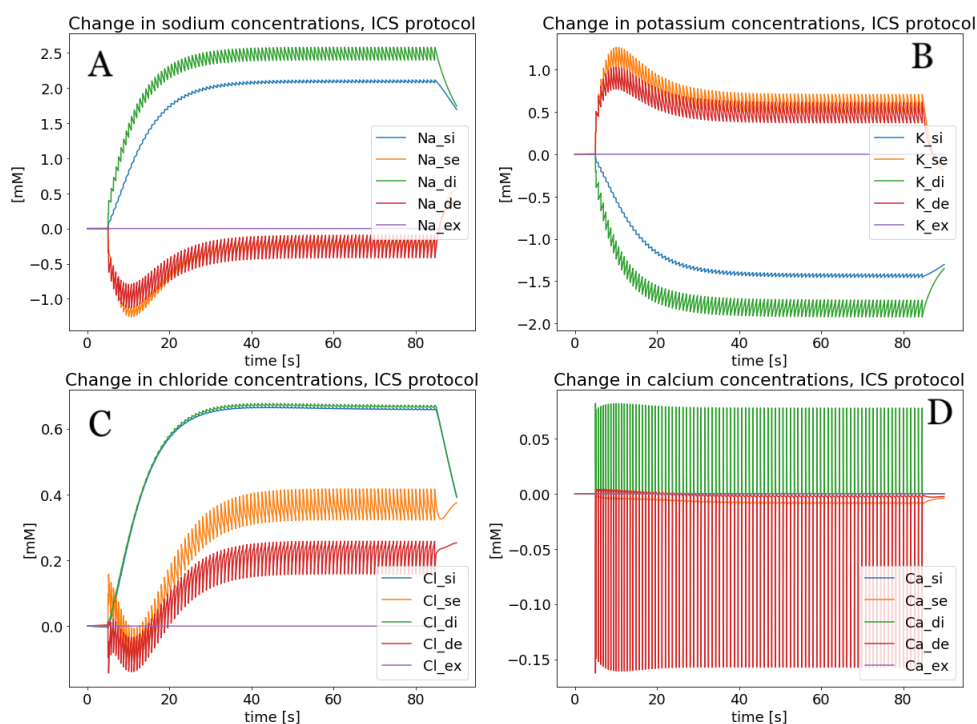 Change in sodium concentrations, ICS protocol
A
[mM]
2.5
2.0
1.5
1.0
0.5
0.0
−0.5
−1.0
Na_si
Na_se
Na_di
Na_de
Na_ex
0
20
40
60
80
time [s]
Change in potassium concentrations, ICS protocol
B
[mM]
1.0
0.5
0.0
−0.5
−1.0
−1.5
−2.0
K_si
K_se
K_di
K_de
K_ex
0
20
40
60
80
time [s]
Change in chloride concentrations, ICS protocol
C
[mM]
0.6
0.4
0.2
0.0
Cl_si
Cl_se
Cl_di
Cl_de
Cl_ex
0
20
40
60
80
time [s]
Change in calcium concentrations, ICS protocol
D
[mM]
0.05
0.00
−0.05
−0.10
−0.15
Ca_si
Ca_se
Ca_di
Ca_de
Ca_ex
0
20
40
60
80
time [s]